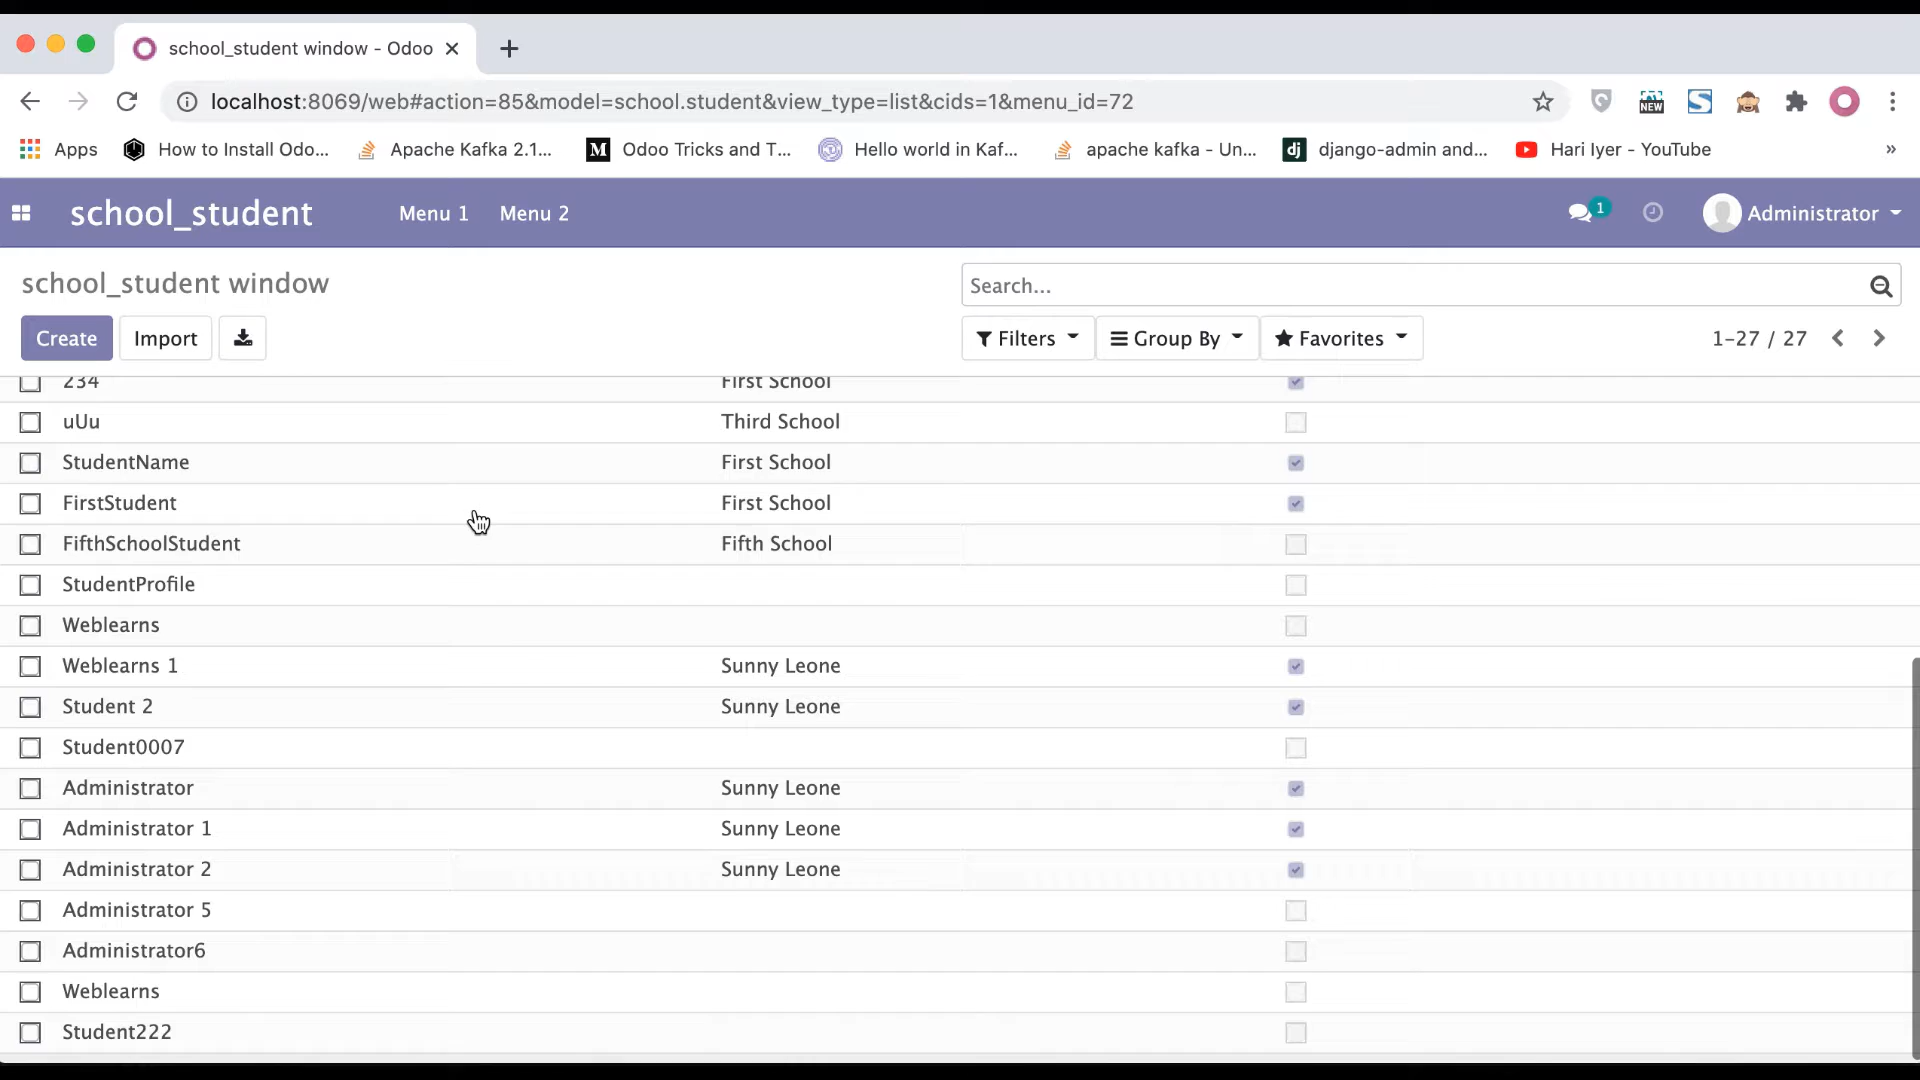 school_student window - Odoo
localhost:8069/web#action=85&model=school.student&view_type=list&cids=1&menu_id=72
NEW
Apps
How to Install Odo...
Apache Kafka 2.1...
M
Odoo Tricks and T...
Hello world in Kaf...
apache kafka - Un...
dj
django-admin and...
Hari Iyer - YouTube
»
school_student
Menu 1
Menu 2
1
Administrator
school_student window
Search...
Create
Import
Filters
Group By
Favorites
1-27 / 27
234 First School
uUu Third School
StudentName First School
FirstStudent First School
FifthSchoolStudent Fifth School
StudentProfile
Weblearns
Weblearns 1 Sunny Leone
Student 2 Sunny Leone
Student0007
Administrator Sunny Leone
Administrator 1 Sunny Leone
Administrator 2 Sunny Leone
Administrator 5
Administrator6
Weblearns
Student222